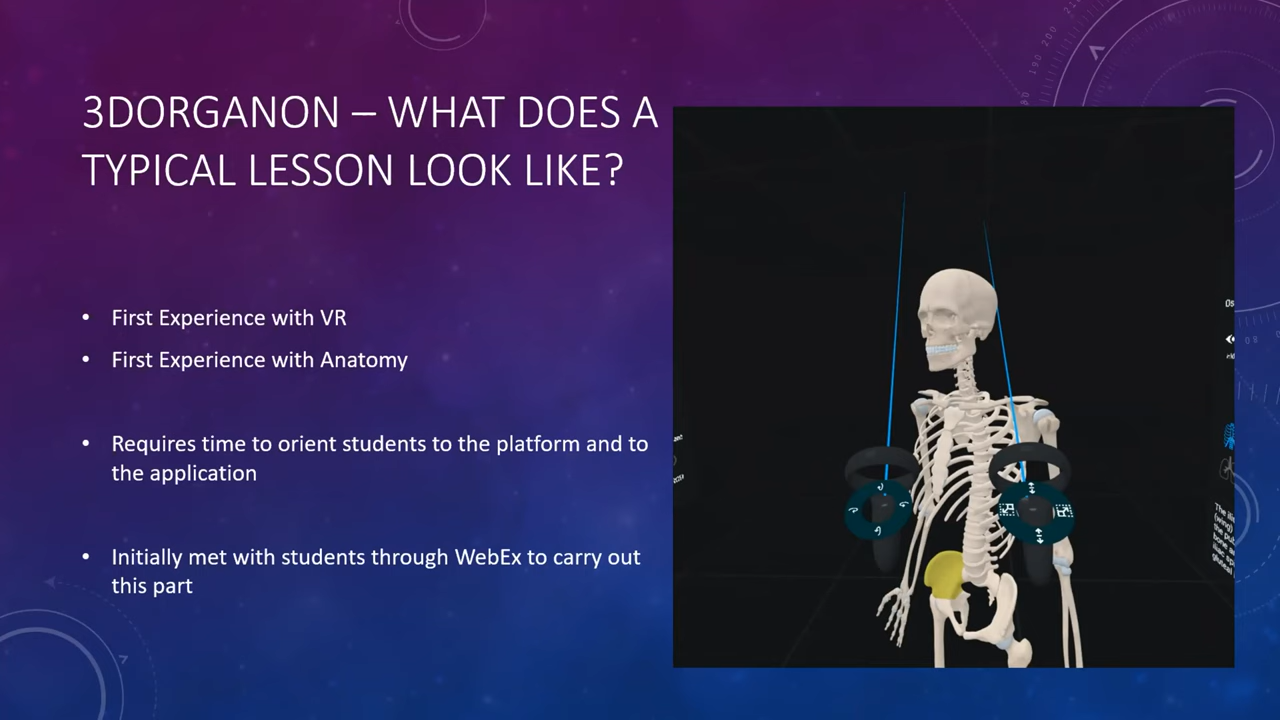 3DORGANON – WHAT DOES A
TYPICAL LESSON LOOK LIKE?
• First Experience with VR
• First Experience with Anatomy
• Requires time to orient students to the platform and to
the application
• Initially met with students through WebEx to carry out
this part
190 200